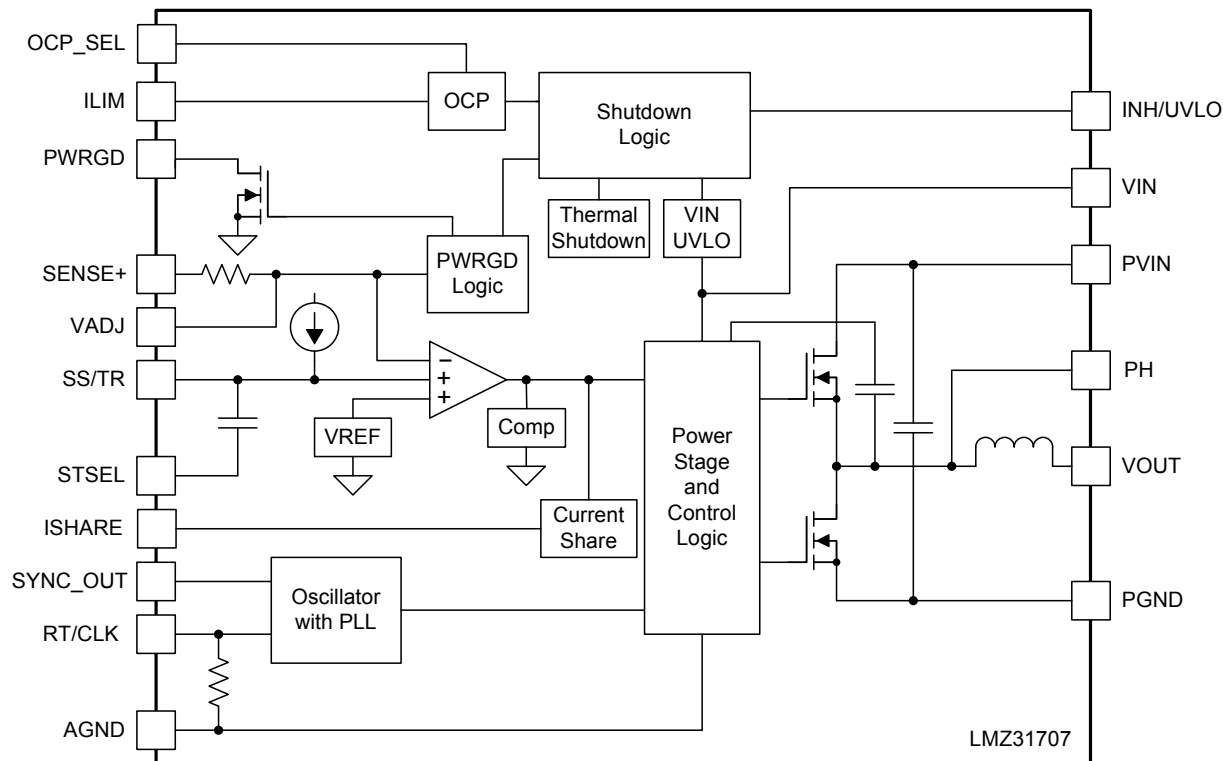 OCP_SEL
ILIM
PWRGD
SENSE+
VADJ
SS/TR
STSEL
ISHARE
SYNC_OUT
RT/CLK
AGND
OCP
Shutdown
Logic
Thermal
Shutdown
VIN
UVLO
PWRGD
Logic
−
+
+
VREF
Comp
Current
Share
Oscillator
with PLL
Power
Stage
and
Control
Logic
INH/UVLO
VIN
PVIN
PH
VOUT
PGND
LMZ31707